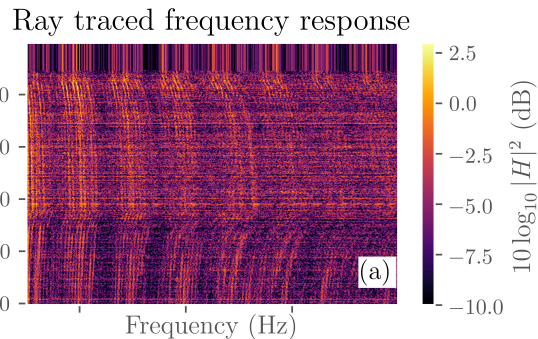 Ray traced frequency response
0
0
0
0
0
(a)
Frequency (Hz)
2.5
0.0
−2.5
−5.0
−7.5
−10.0
10 log₁₀ |H|² (dB)